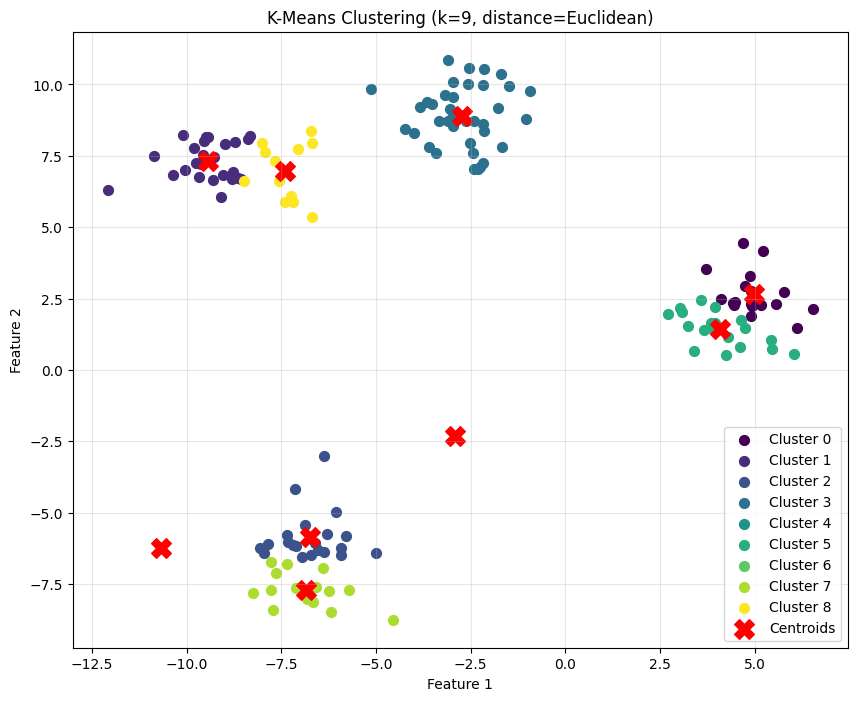 K-Means Clustering (k=9, distance=Euclidean)
Feature 2
10.0
7.5
5.0
2.5
0.0
−2.5
−5.0
−7.5
−12.5 −10.0 −7.5 −5.0 −2.5 0.0 2.5 5.0
Feature 1
Cluster 0
Cluster 1
Cluster 2
Cluster 3
Cluster 4
Cluster 5
Cluster 6
Cluster 7
Cluster 8
Centroids